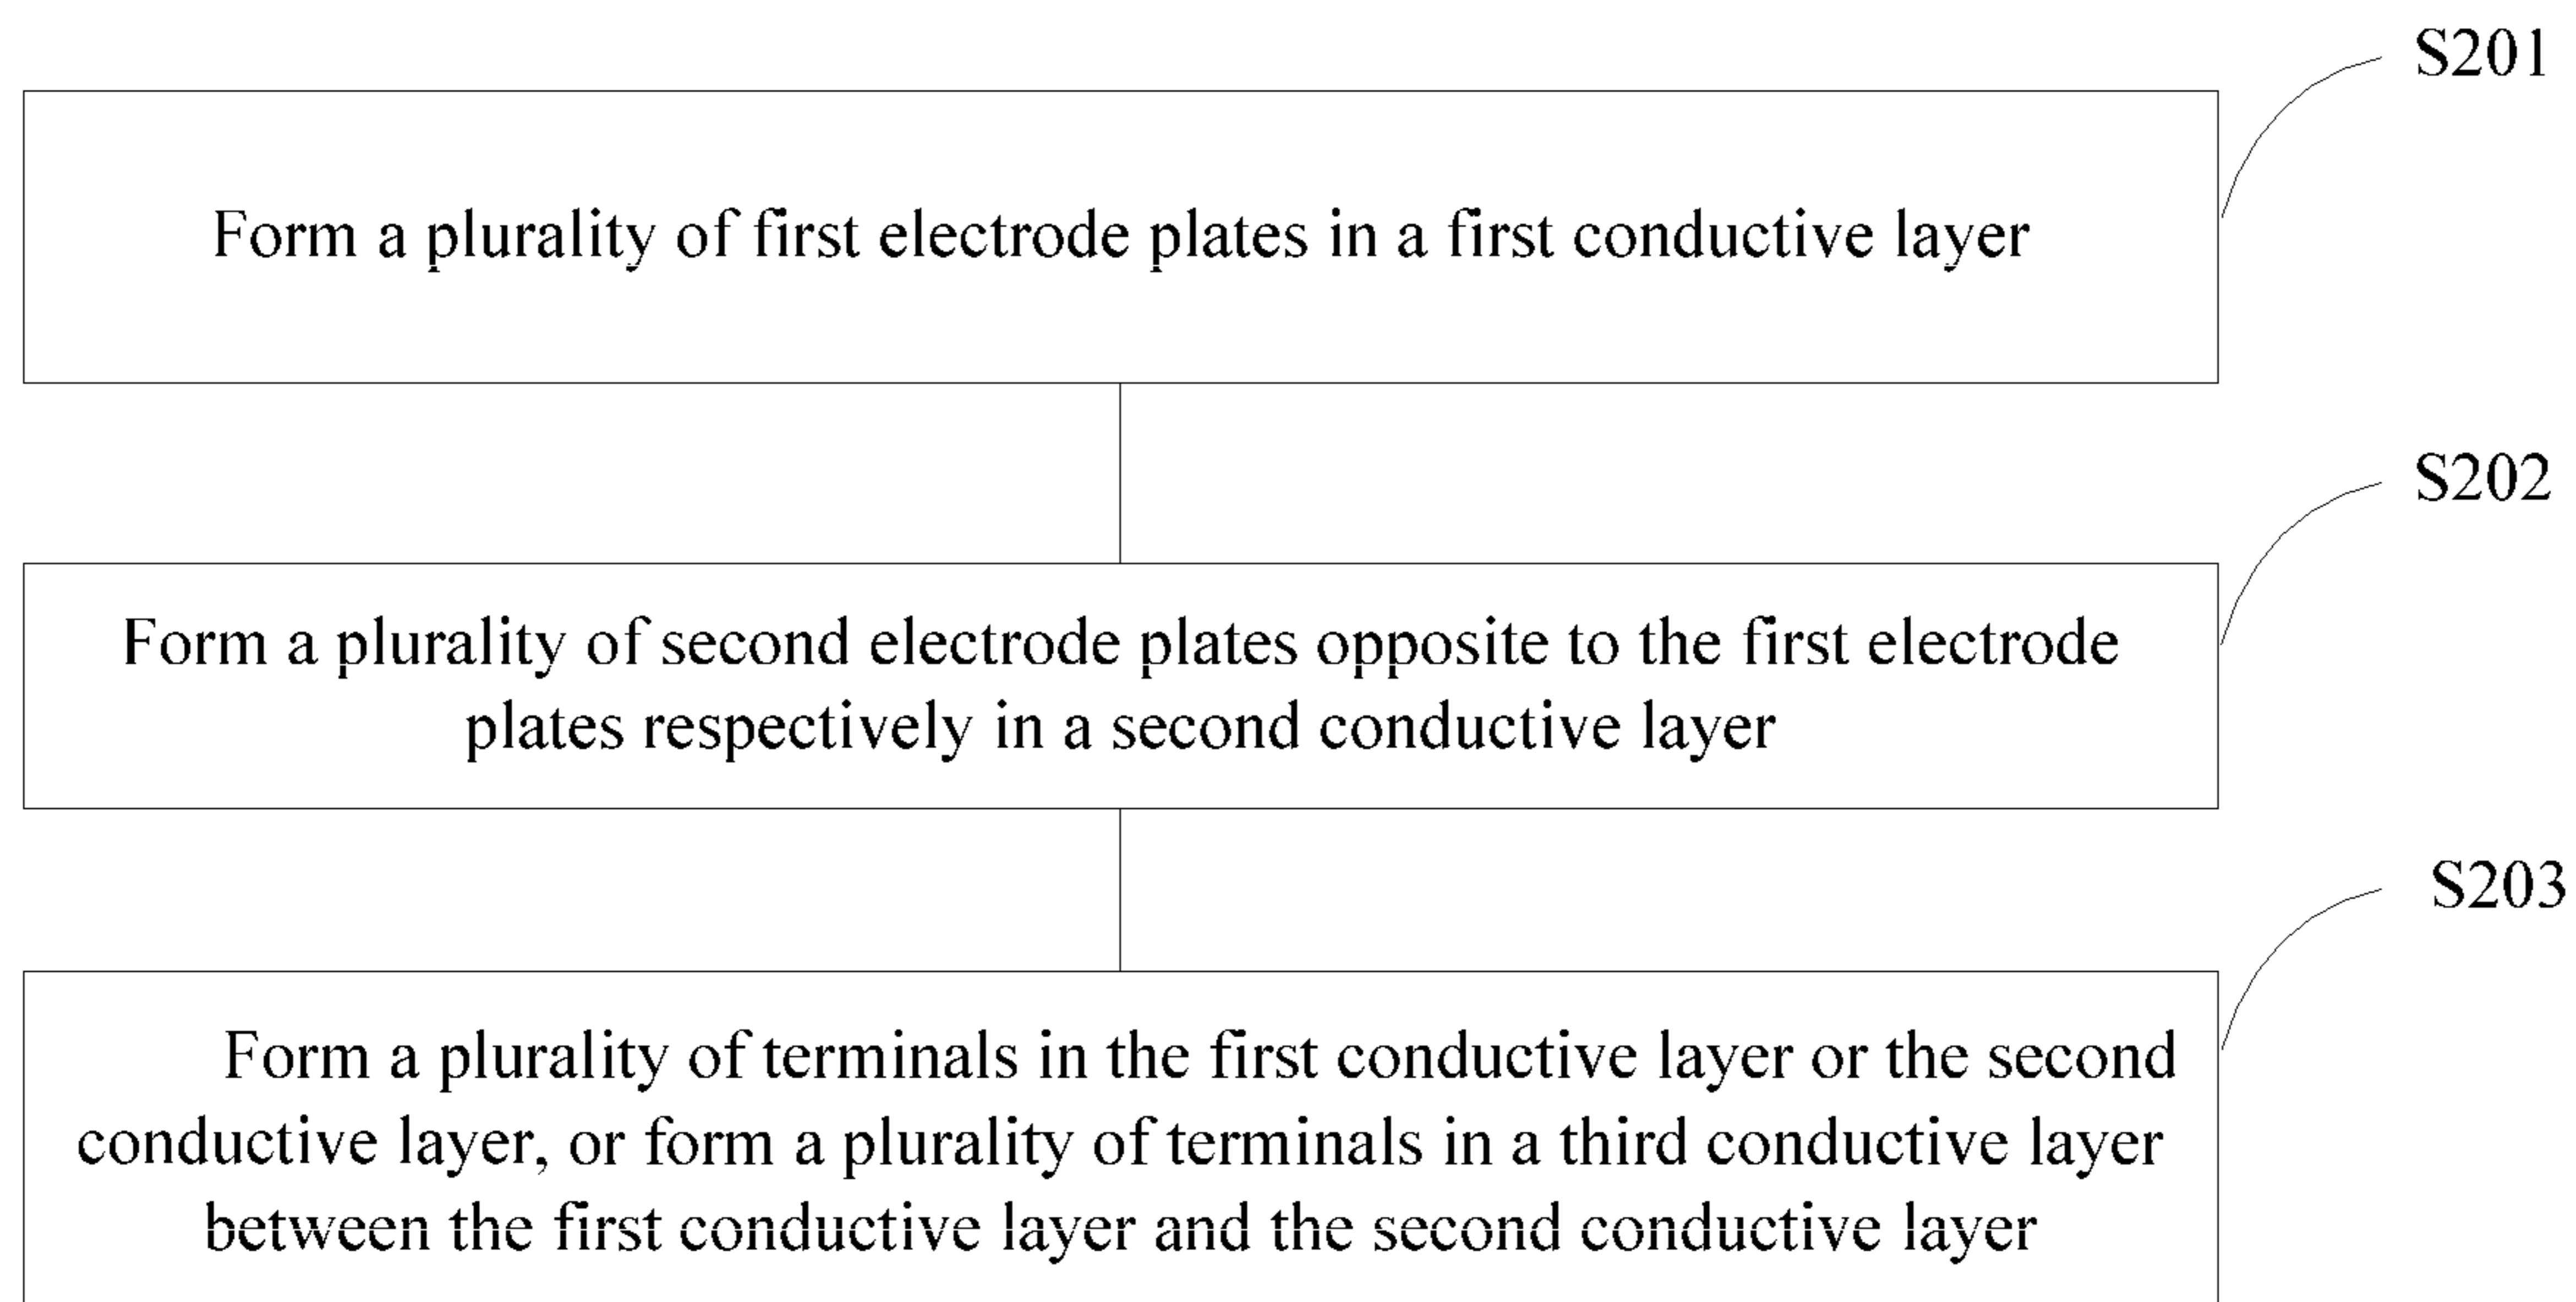 S201
Form a plurality of first electrode plates in a first conductive layer
S202
Form a plurality of second electrode plates opposite to the first electrode
plates respectively in a second conductive layer
S203
Form a plurality of terminals in the first conductive layer or the second
conductive layer, or form a plurality of terminals in a third conductive layer
between the first conductive layer and the second conductive layer